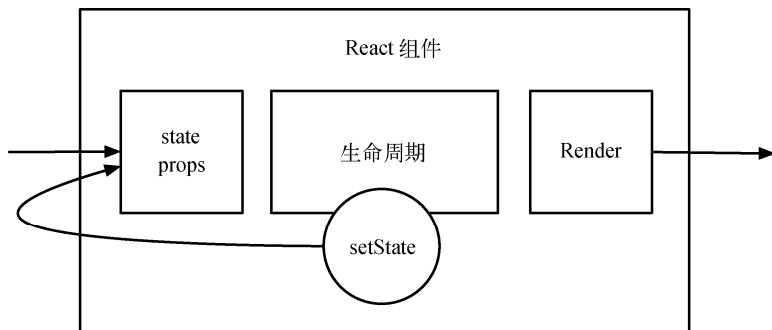 React 组件
state
props
生命周期
Render
setState